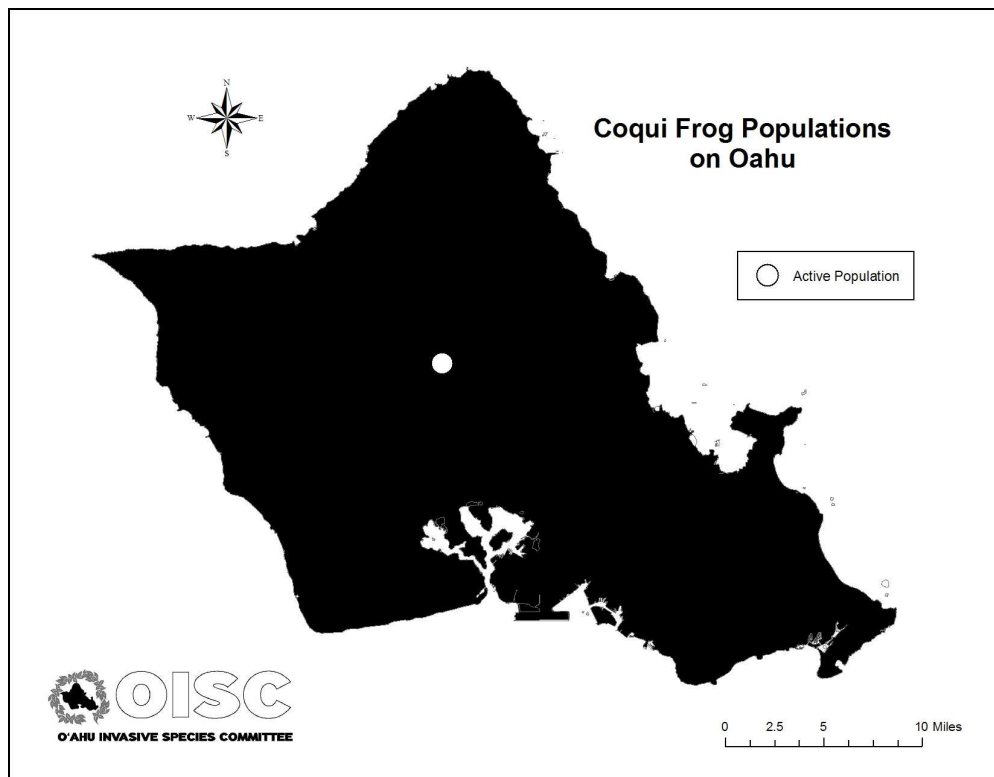 N
W E
S
Coqui Frog Populations
on Oahu
Active Population
OISC
O'AHU INVASIVE SPECIES COMMITTEE
0 2.5 5 10 Miles